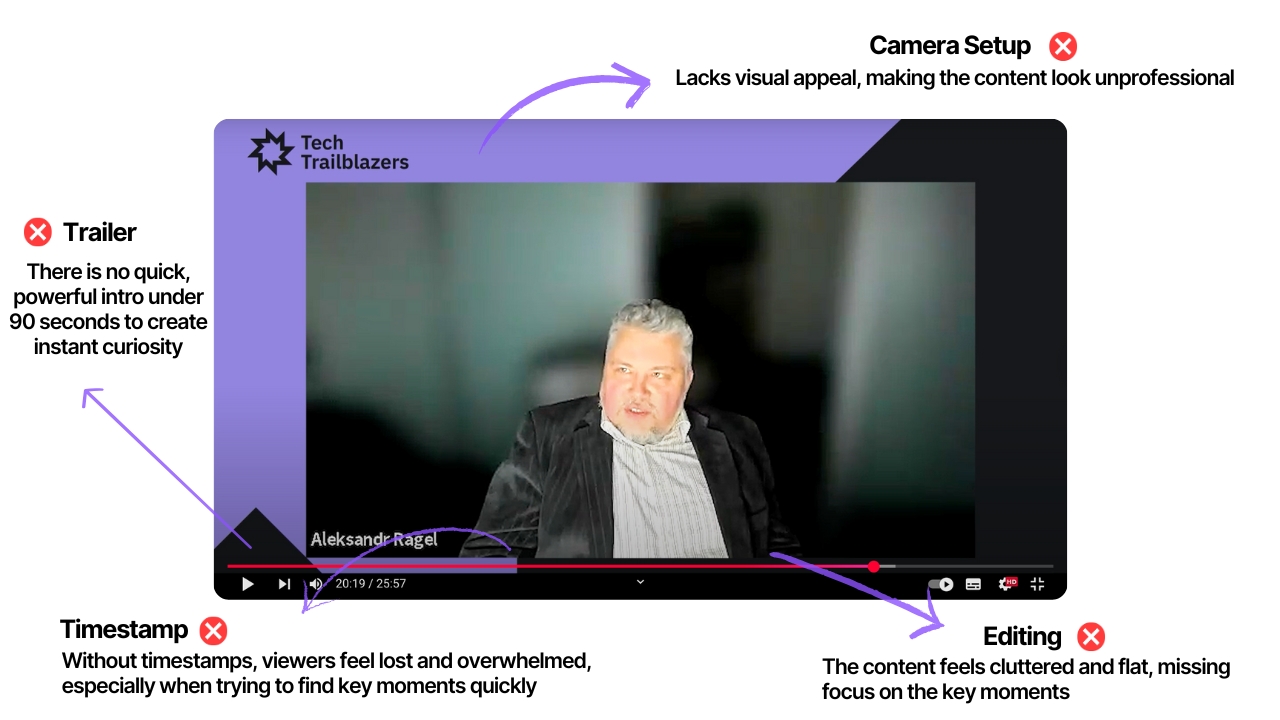 Camera Setup
Lacks visual appeal, making the content look unprofessional
Tech
Trailblazers
Trailer
There is no quick,
powerful intro under
90 seconds to create
instant curiosity
Aleksandr Ragel
20:19 / 25:57
HD
Timestamp
Without timestamps, viewers feel lost and overwhelmed,
especially when trying to find key moments quickly
Editing
The content feels cluttered and flat, missing
focus on the key moments